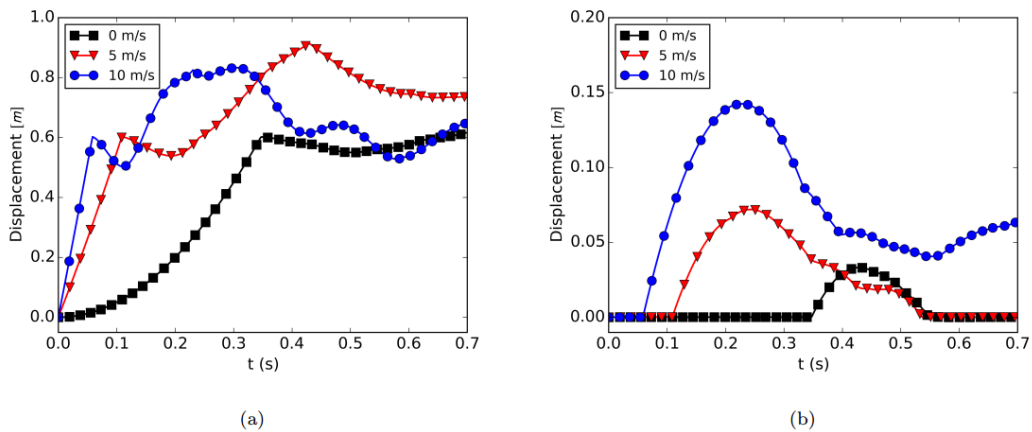 1.0
0.8
0.6
0.4
0.2
0.0
Displacement [m]
0 m/s
5 m/s
10 m/s
0.0 0.1 0.2 0.3 0.4 0.5 0.6 0.7
t (s)
(a)
0.20
0.15
0.10
0.05
0.00
Displacement [m]
0 m/s
5 m/s
10 m/s
0.0 0.1 0.2 0.3 0.4 0.5 0.6 0.7
t (s)
(b)